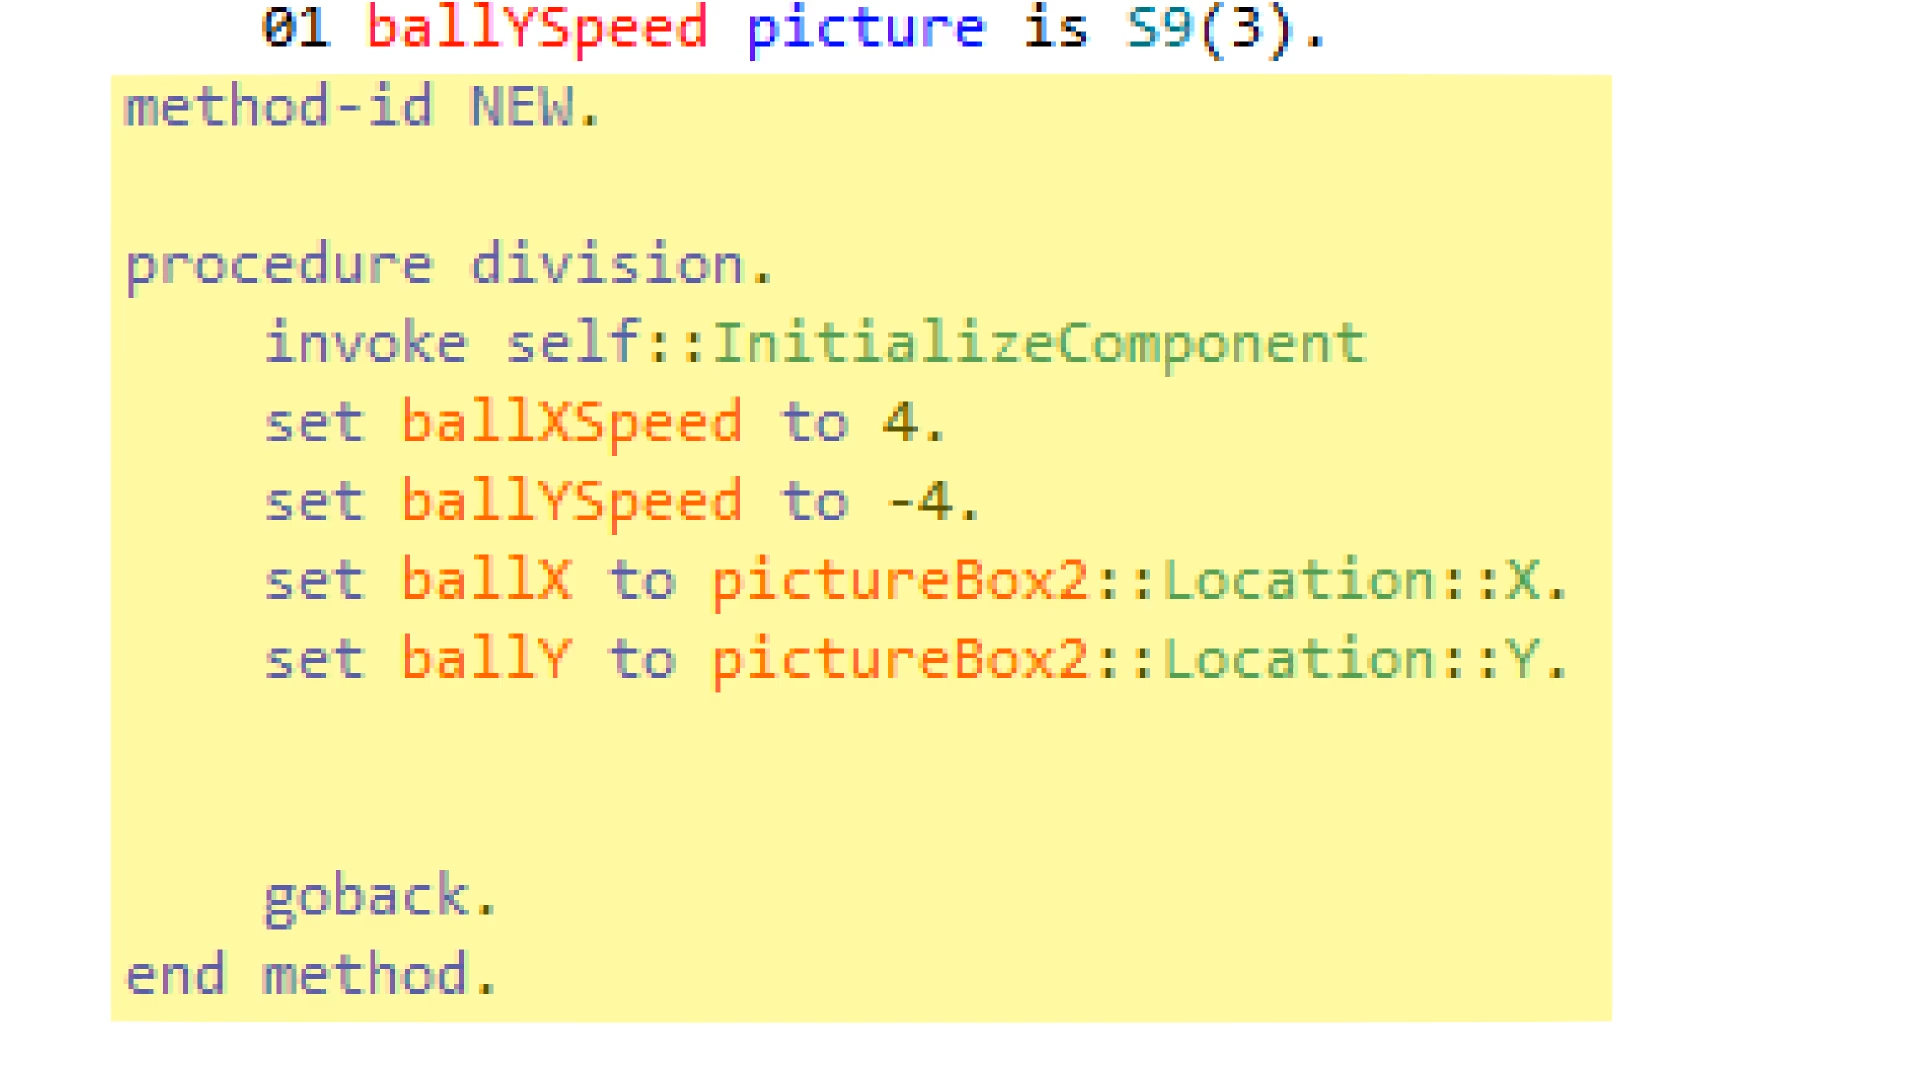 01 ballYSpeed picture is S9(3).
method-id NEW.
procedure division.
invoke self::InitializeComponent
set ballXSpeed to 4.
set ballYSpeed to -4.
set ballX to pictureBox2::Location::X.
set ballY to pictureBox2::Location::Y.
goback.
end method.